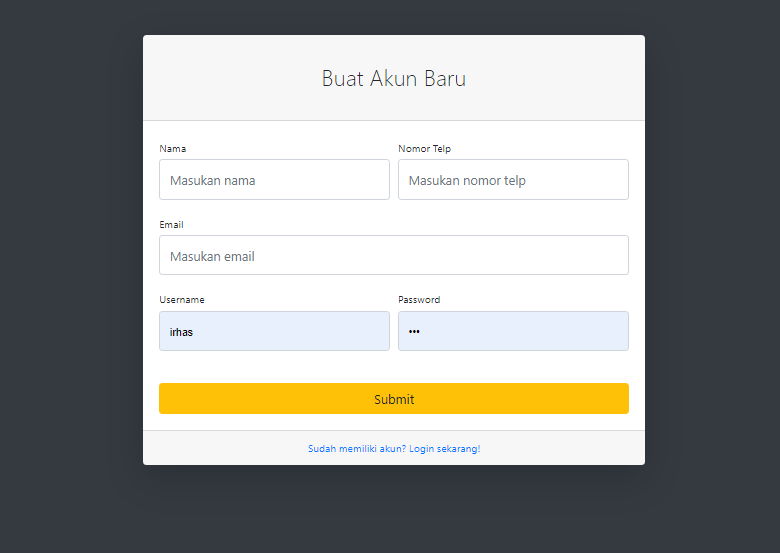 Buat Akun Baru
Nama
Nomor Telp
Masukan nama
Masukan nomor telp
Email
Masukan email
Username
Password
irhas
•••
Submit
Sudah memiliki akun? Login sekarang!